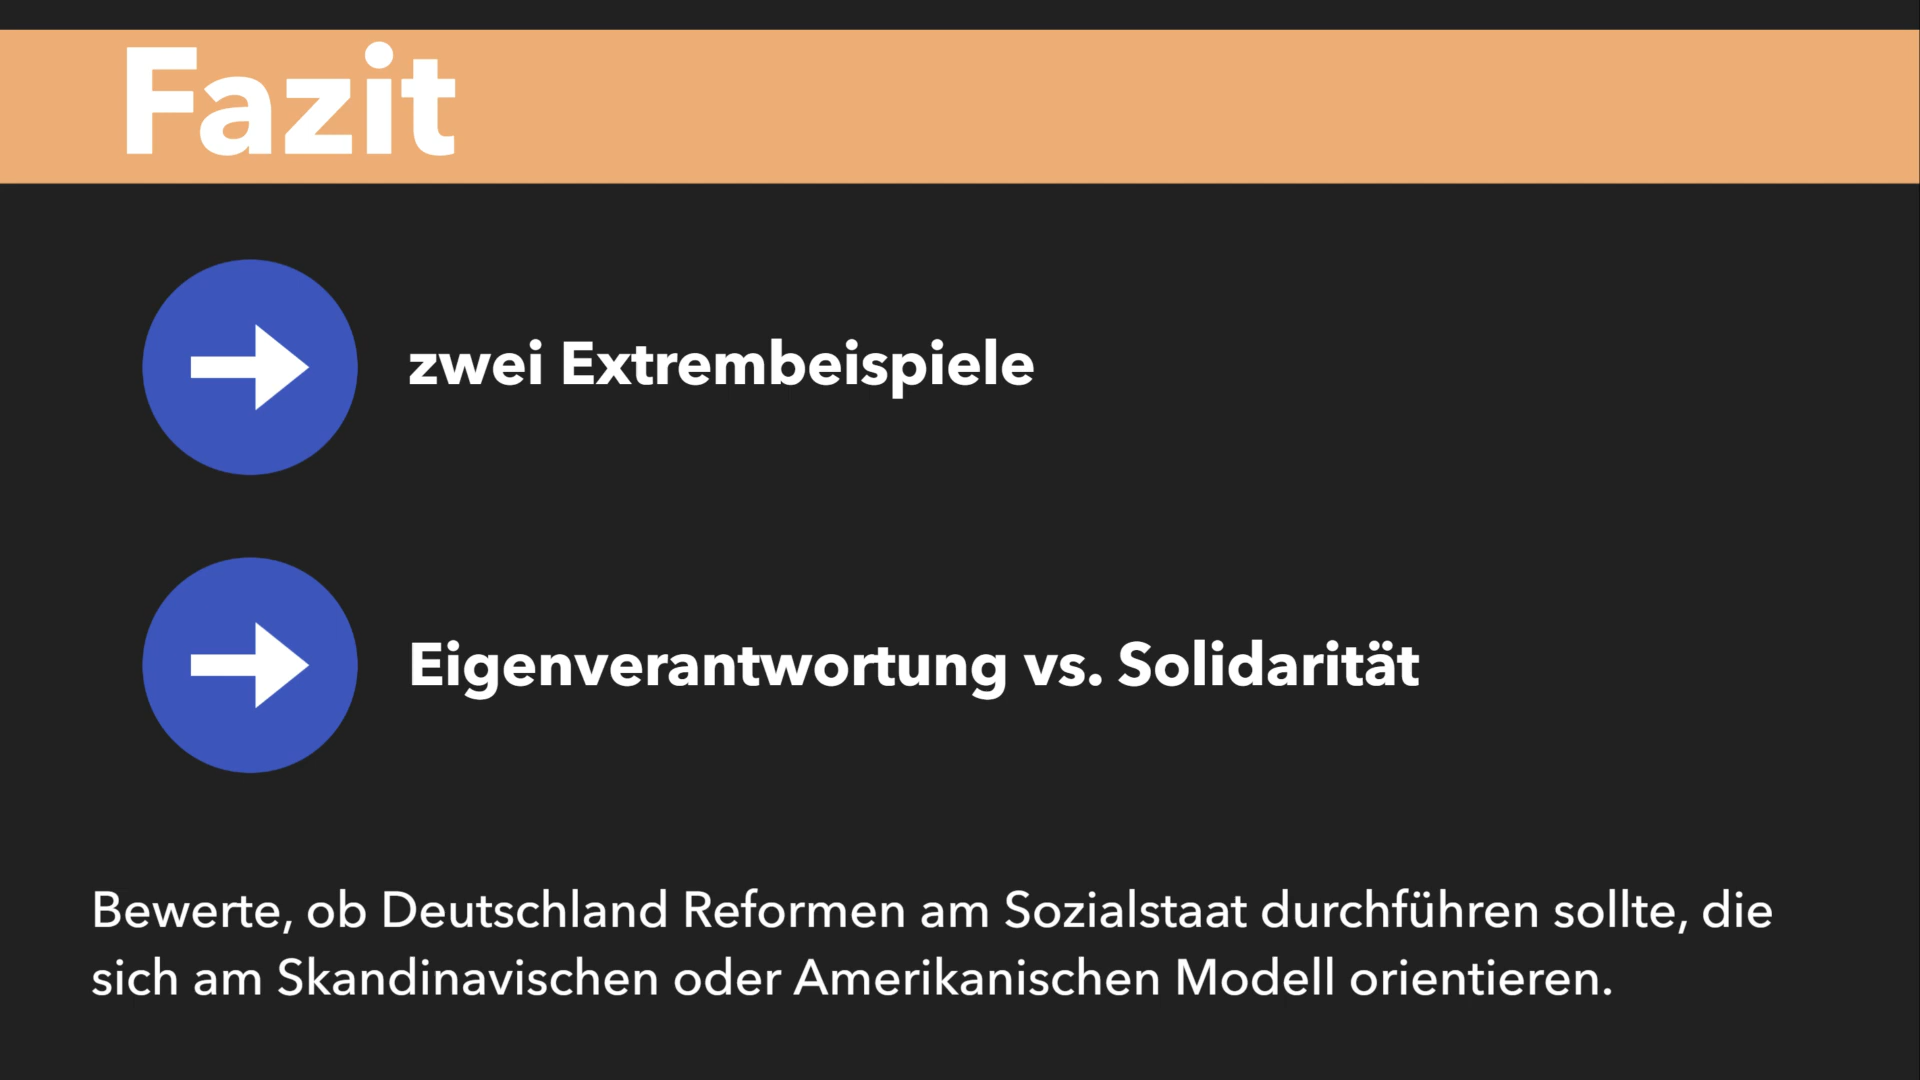 Fazit
zwei Extrembeispiele
Eigenverantwortung vs. Solidarität
Bewerte, ob Deutschland Reformen am Sozialstaat durchführen sollte, die
sich am Skandinavischen oder Amerikanischen Modell orientieren.